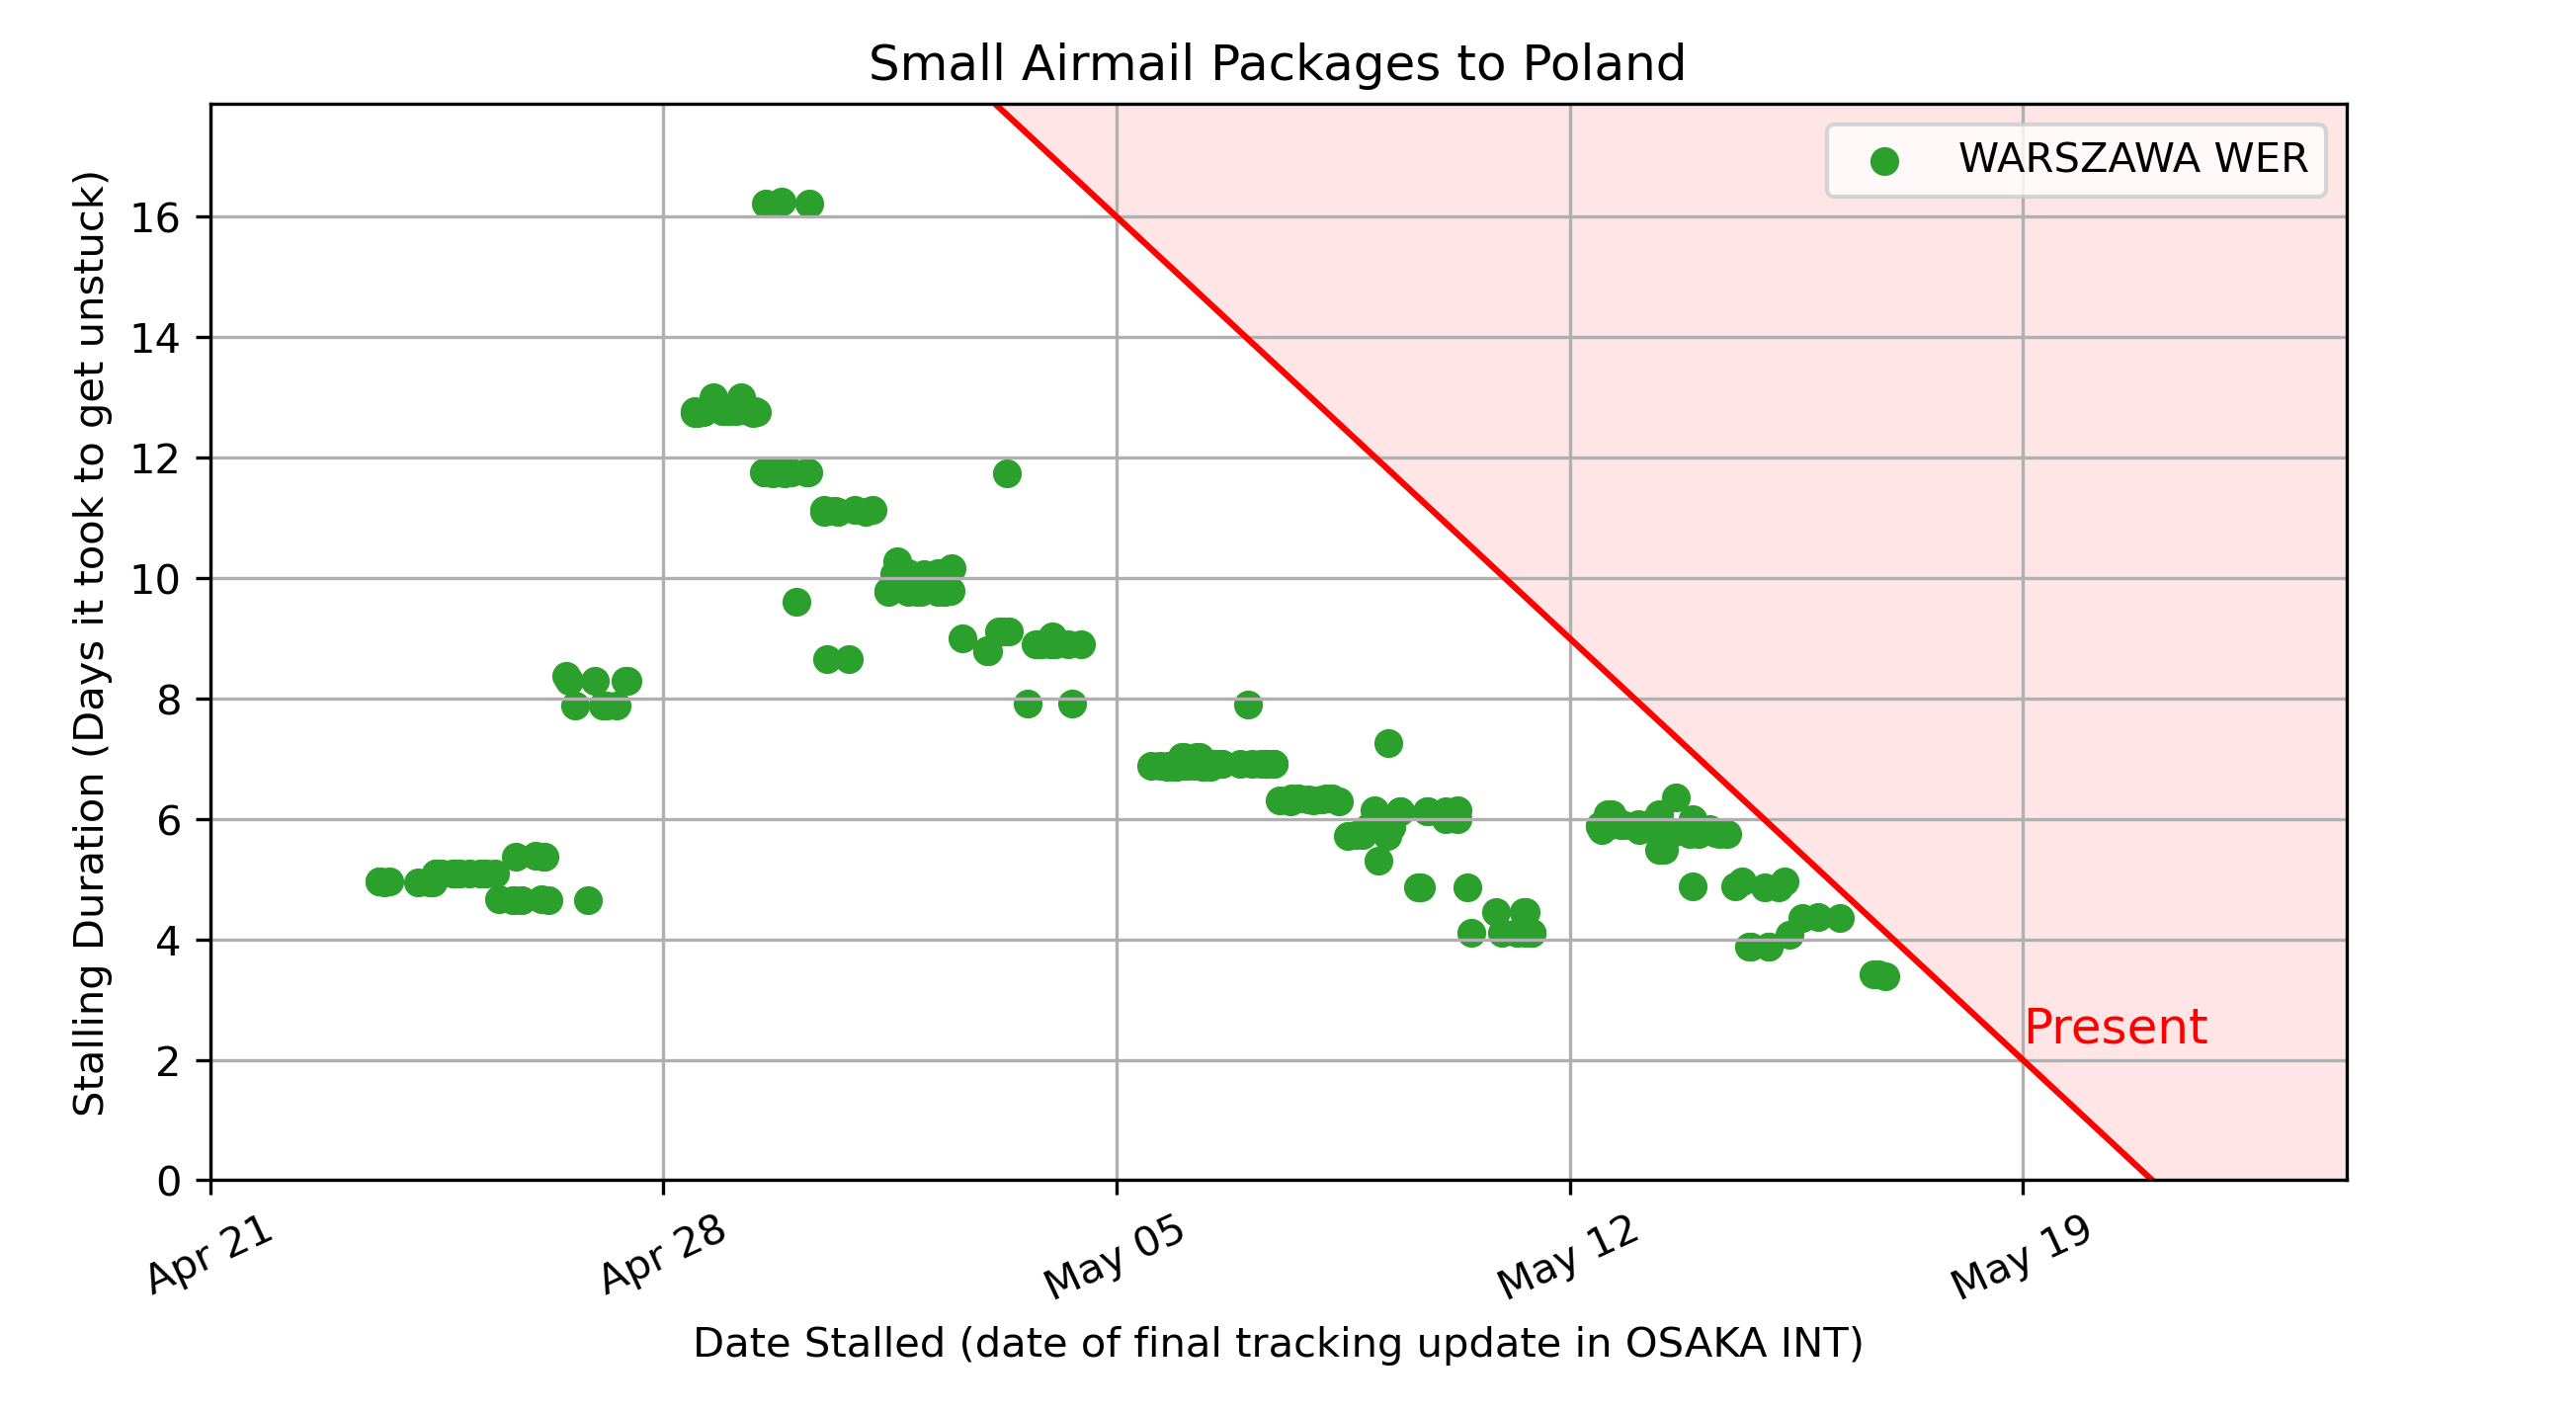 Small Airmail Packages to Poland
WARSZAWA WER
Stalling Duration (Days it took to get unstuck)
16
14
12
10
8
6
4
2
0
Present
Apr 21
Apr 28
May 05
May 12
May 19
Date Stalled (date of final tracking update in OSAKA INT)